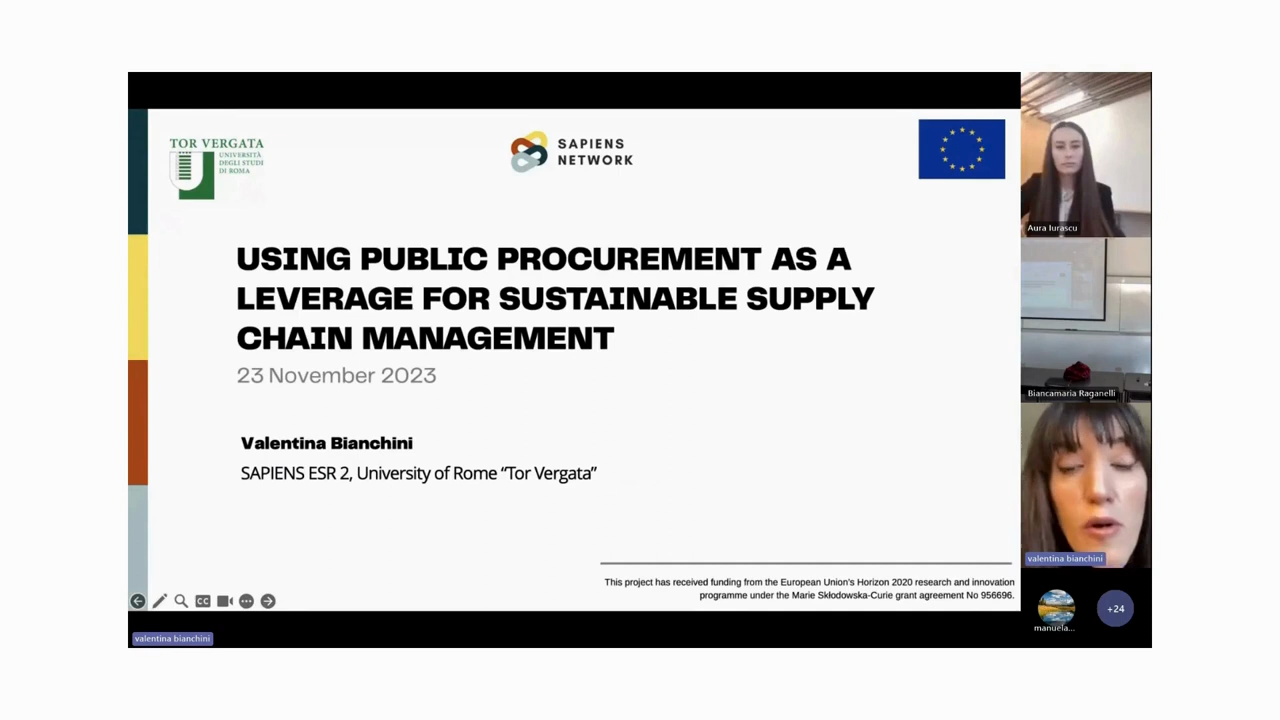 TOR VERGATA
UNIVERSITÀ
DEGLI STUDI
DI ROMA
SAPIENS
NETWORK
USING PUBLIC PROCUREMENT AS A
LEVERAGE FOR SUSTAINABLE SUPPLY
CHAIN MANAGEMENT
23 November 2023
Valentina Bianchini
SAPIENS ESR 2, University of Rome “Tor Vergata”
This project has received funding from the European Union's Horizon 2020 research and innovation
programme under the Marie Skłodowska-Curie grant agreement No 956696.
CC
valentina bianchini
Aura Iurascu
Biancamaria Raganelli
valentina bianchini
manuela...
+24